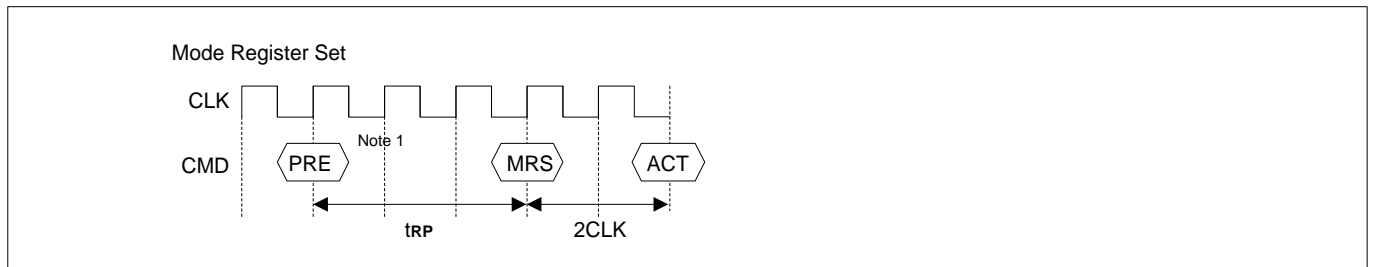 Mode Register Set
CLK
Note 1
CMD PRE MRS ACT
tRP 2CLK